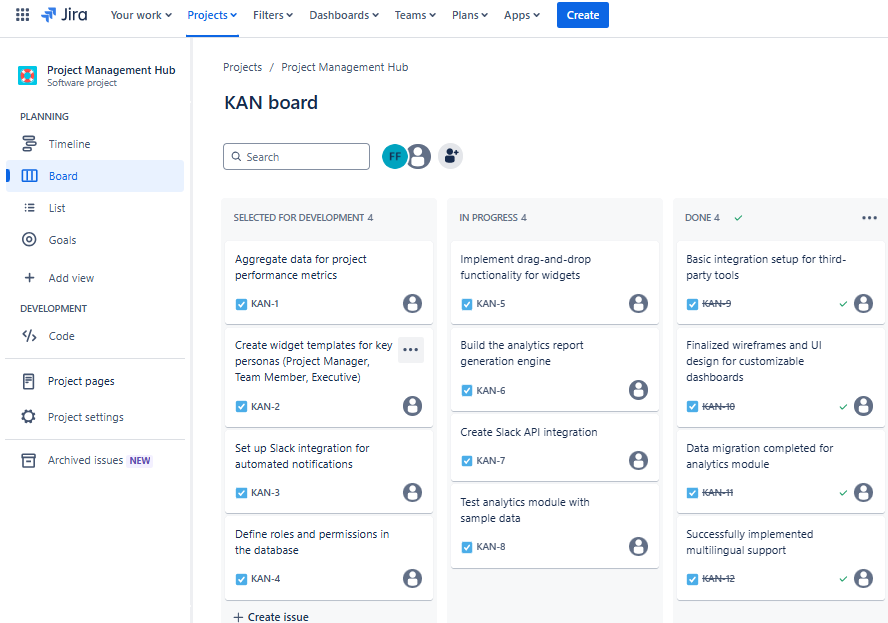 Jira
Your work
Projects
Filters
Dashboards
Teams
Plans
Apps
Create
Project Management Hub
Software project
PLANNING
Timeline
Board
List
Goals
Add view
DEVELOPMENT
Code
Project pages
Project settings
Archived issues NEW
Projects / Project Management Hub
KAN board
Search
FF
SELECTED FOR DEVELOPMENT 4
Aggregate data for project
performance metrics
KAN-1
Create widget templates for key
personas (Project Manager,
Team Member, Executive)
KAN-2
Set up Slack integration for
automated notifications
KAN-3
Define roles and permissions in
the database
KAN-4
+ Create issue
IN PROGRESS 4
Implement drag-and-drop
functionality for widgets
KAN-5
Build the analytics report
generation engine
KAN-6
Create Slack API integration
KAN-7
Test analytics module with
sample data
KAN-8
DONE 4
Basic integration setup for third-
party tools
KAN-9
Finalized wireframes and UI
design for customizable
dashboards
KAN-10
Data migration completed for
analytics module
KAN-11
Successfully implemented
multilingual support
KAN-12